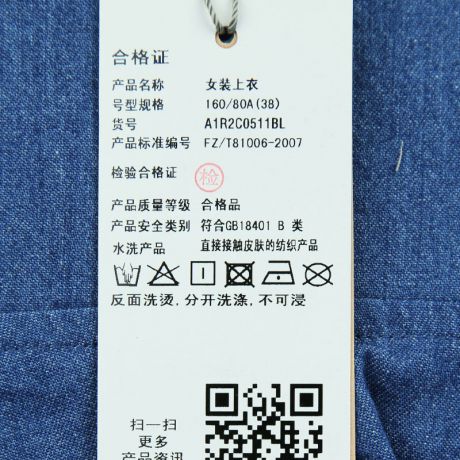 合格证
产品名称 女装上衣
号型规格 160/80A(38)
货号 A1R2C0511BL
产品标准编号 FZ/T81006-2007
检验合格证 检
产品质量等级 合格品
产品安全类别 符合GB18401 B 类
水洗产品 直接接触皮肤的纺织产品
反面洗烫,分开洗涤,不可浸
扫一扫
更多
产品资讯